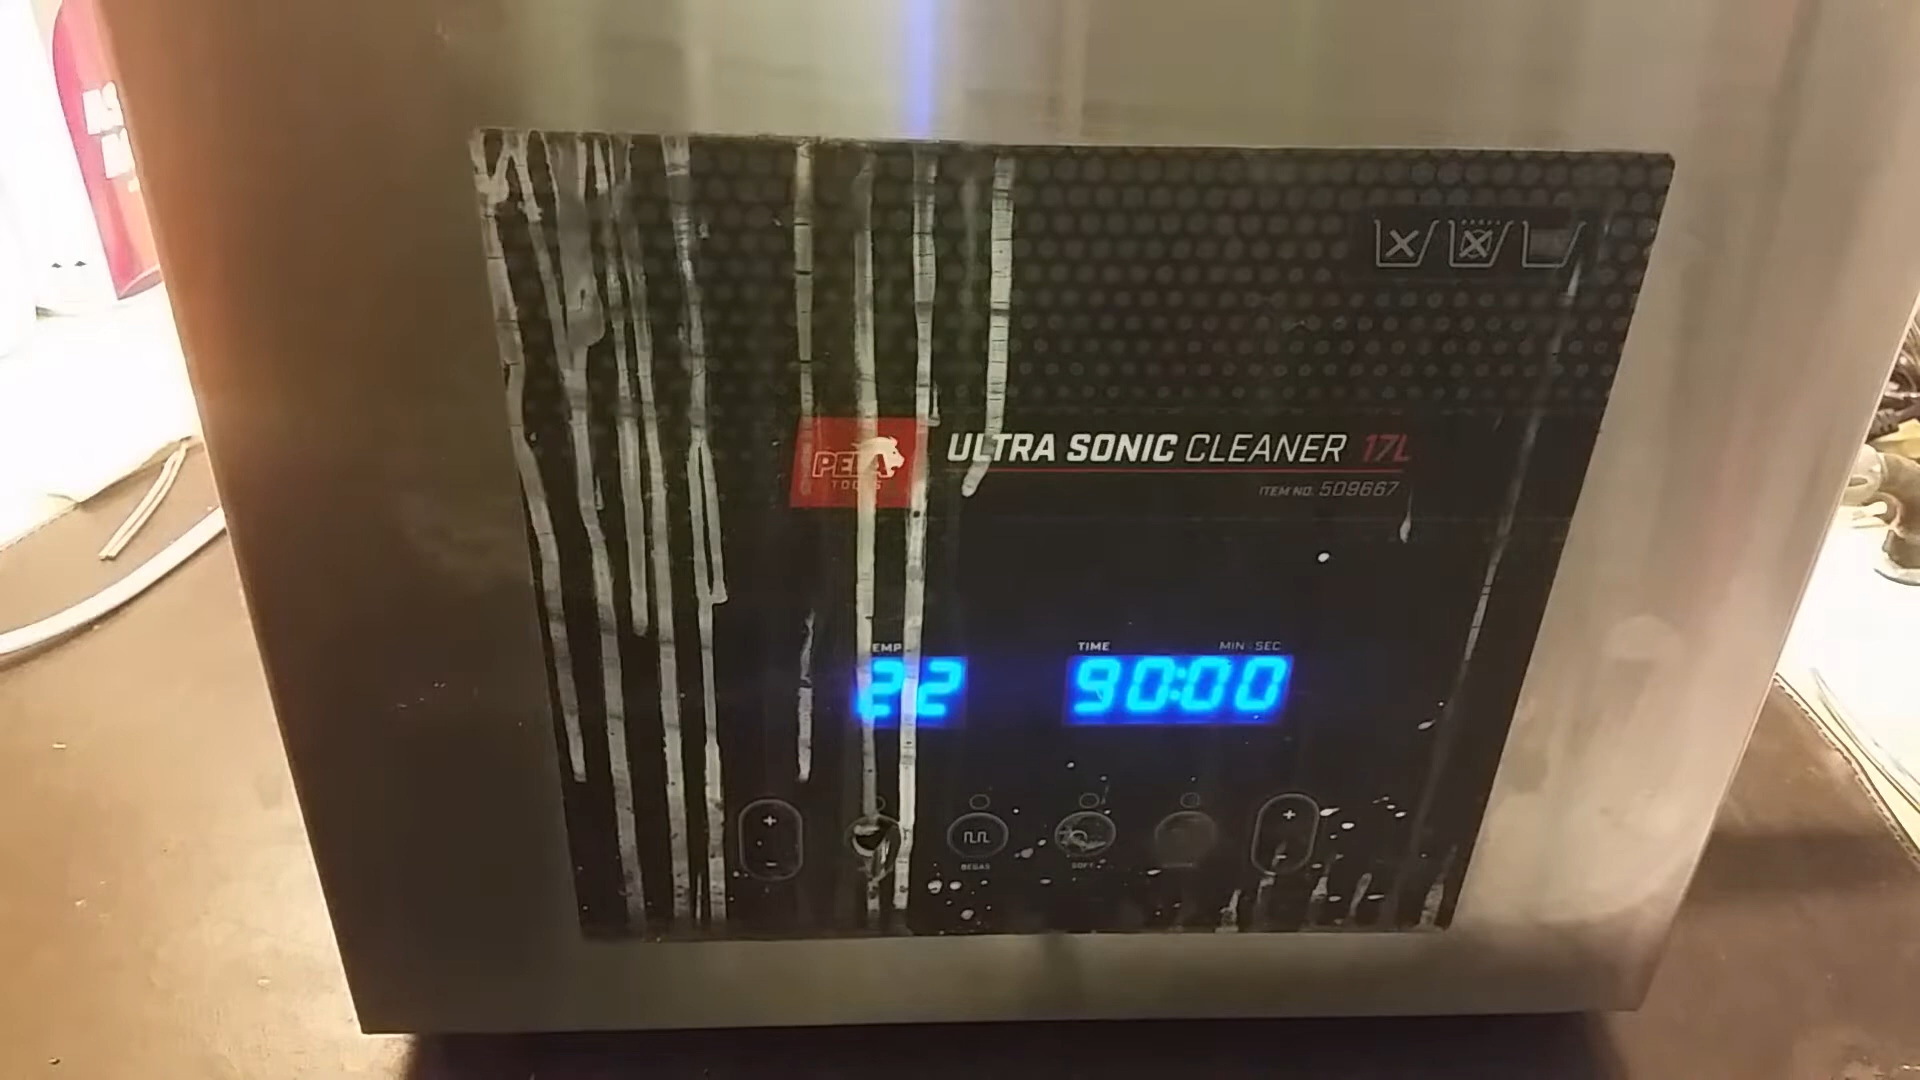 PELA
TOOLS
ULTRA SONIC CLEANER 17L
ITEM NO. 509667
TEMP
TIME
MIN SEC
22
90:00
+
+
-
-
DEGAS
SOFT